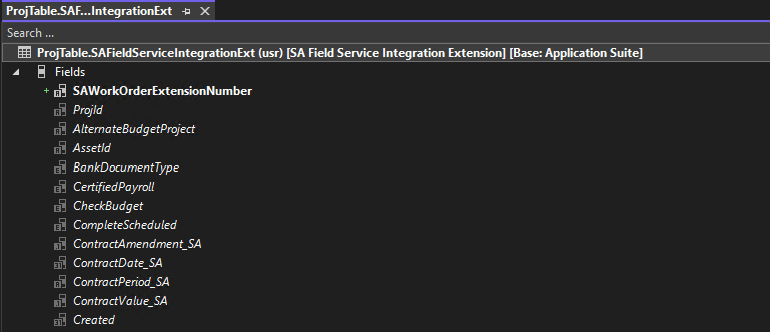 ProjTable.SAF...IntegrationExt
Search ...
ProjTable.SAFieldServiceIntegrationExt (usr) [SA Field Service Integration Extension] [Base: Application Suite]
Fields
SAWorkOrderExtensionNumber
ProjId
AlternateBudgetProject
AssetId
BankDocumentType
CertifiedPayroll
CheckBudget
CompleteScheduled
ContractAmendment_SA
ContractDate_SA
ContractPeriod_SA
ContractValue_SA
Created